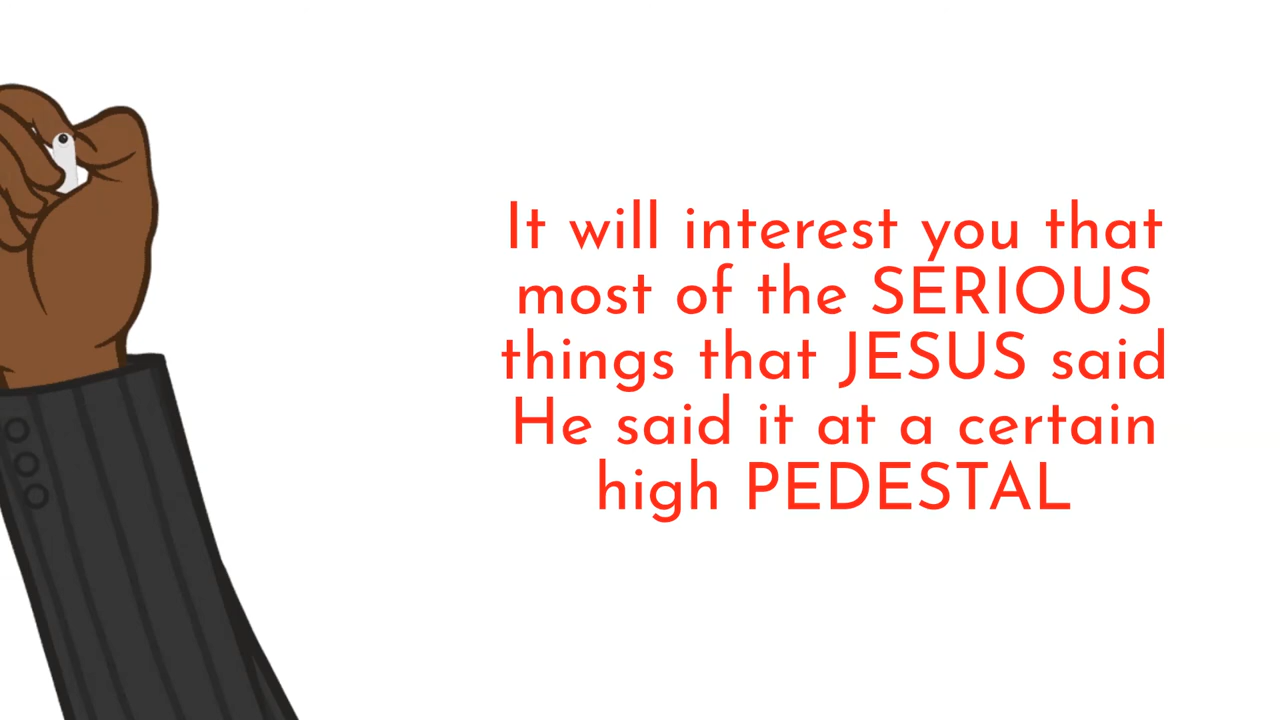 It will interest you that
most of the SERIOUS
things that JESUS said
He said it at a certain
high PEDESTAL